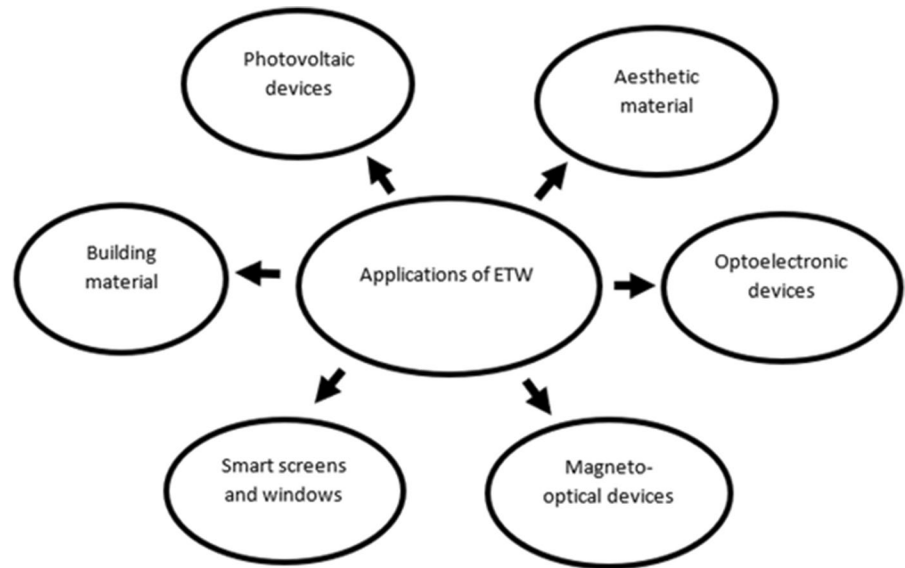 Photovoltaic
devices
Aesthetic
material
Building
material
Applications of ETW
Optoelectronic
devices
Smart screens
and windows
Magneto-
optical devices